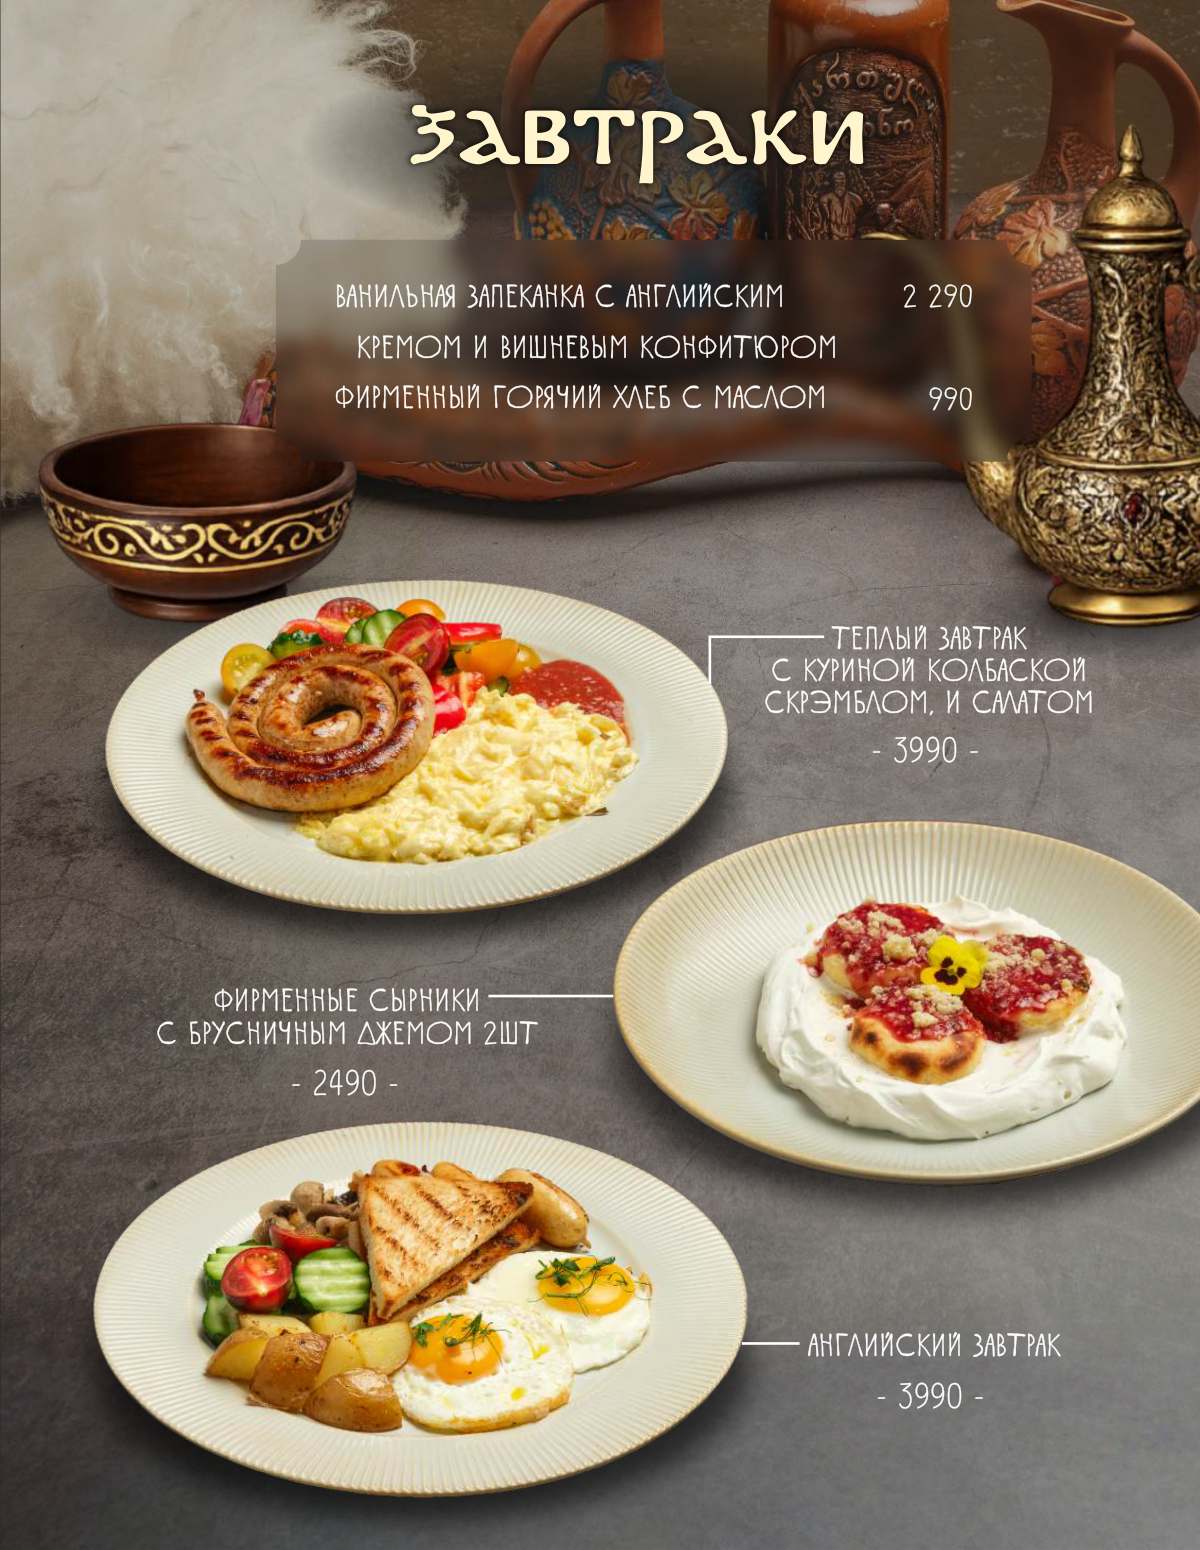 завтраки
ВАНИЛЬНАЯ ЗАПЕКАНКА С АНГЛИЙСКИМ 2 290
КРЕМОМ И ВИШНЕВЫМ КОНФИТЮРОМ
ФИРМЕННЫЙ ГОРЯЧИЙ ХЛЕБ С МАСЛОМ 990
ТЕПЛЫЙ ЗАВТРАК
С КУРИНОЙ КОЛБАСКОЙ
СКРЭМБЛОМ, И САЛАТОМ
- 3990 -
ФИРМЕННЫЕ СЫРНИКИ
С БРУСНИЧНЫМ ДЖЕМОМ 2ШТ
- 2490 -
АНГЛИЙСКИЙ ЗАВТРАК
- 3990 -